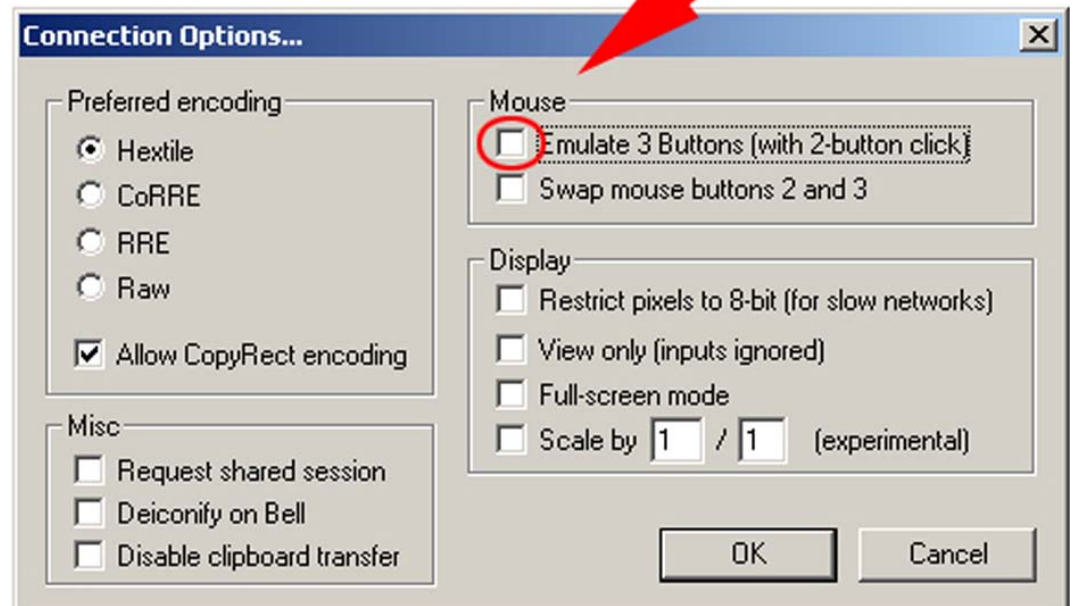 Connection Options...
Preferred encoding
Hextile
CoRRE
RRE
Raw
Allow CopyRect encoding
Misc
Request shared session
Deiconify on Bell
Disable clipboard transfer
Mouse
Emulate 3 Buttons (with 2-button click)
Swap mouse buttons 2 and 3
Display
Restrict pixels to 8-bit (for slow networks)
View only (inputs ignored)
Full-screen mode
Scale by 1 / 1 (experimental)
OK Cancel